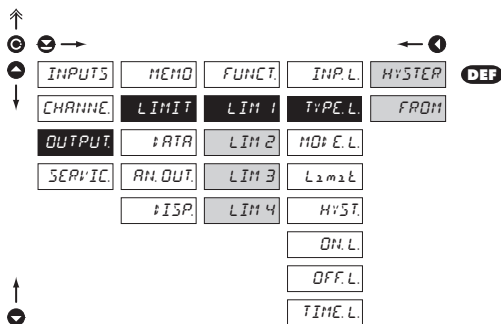 INPUTS MEMO FUNCT. INP. L. HYSTER DEF
CHANNE. LIMIT LIM 1 TYPE. L. FROM
OUTPUT. DATA LIM 2 MODE. L.
SERVIC. AN. OUT. LIM 3 Limit
DISP. LIM 4 HYST.
ON. L.
OFF. L.
TIME. L.